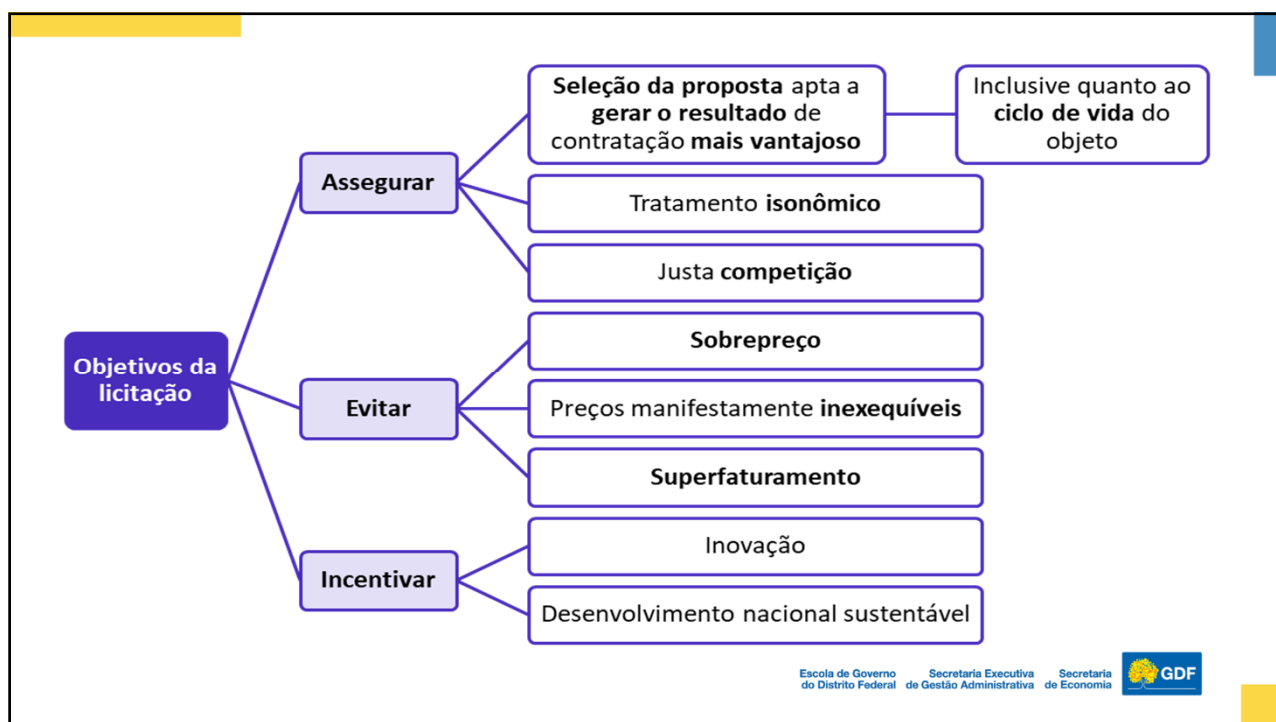 Objetivos da
licitação
Assegurar
Seleção da proposta apta a
gerar o resultado de
contratação mais vantajoso
Inclusive quanto ao
ciclo de vida do
objeto
Tratamento isonômico
Justa competição
Evitar
Sobrepreço
Preços manifestamente inexequíveis
Superfaturamento
Incentivar
Inovação
Desenvolvimento nacional sustentável
Escola de Governo
do Distrito Federal
Secretaria Executiva
de Gestão Administrativa
Secretaria
de Economia
GDF